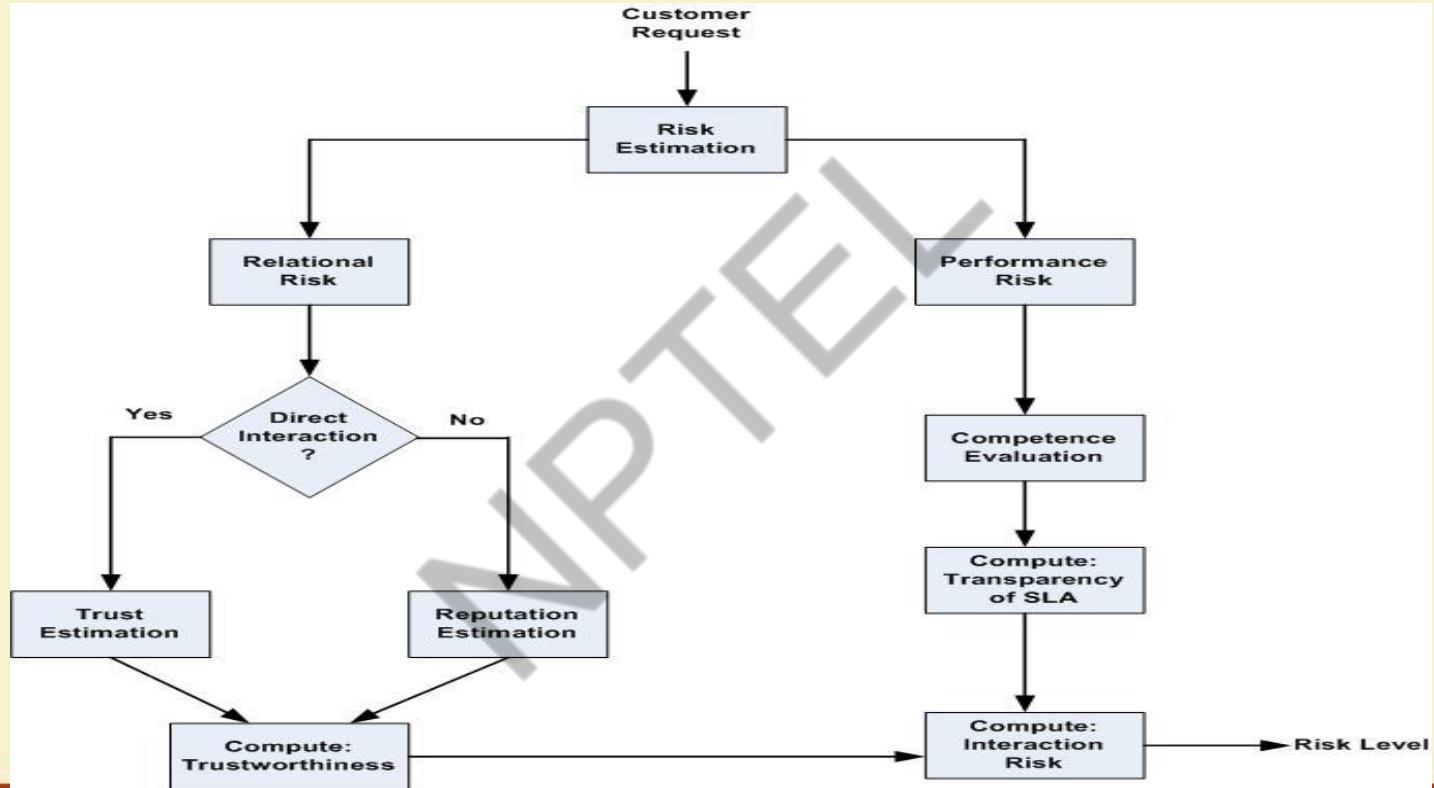 Customer
Request
Risk
Estimation
Relational
Risk
Performance
Risk
Yes
Direct
Interaction
?
No
Competence
Evaluation
Compute:
Transparency
of SLA
Trust
Estimation
Reputation
Estimation
Compute:
Trustworthiness
Compute:
Interaction
Risk
Risk Level
NPTEL